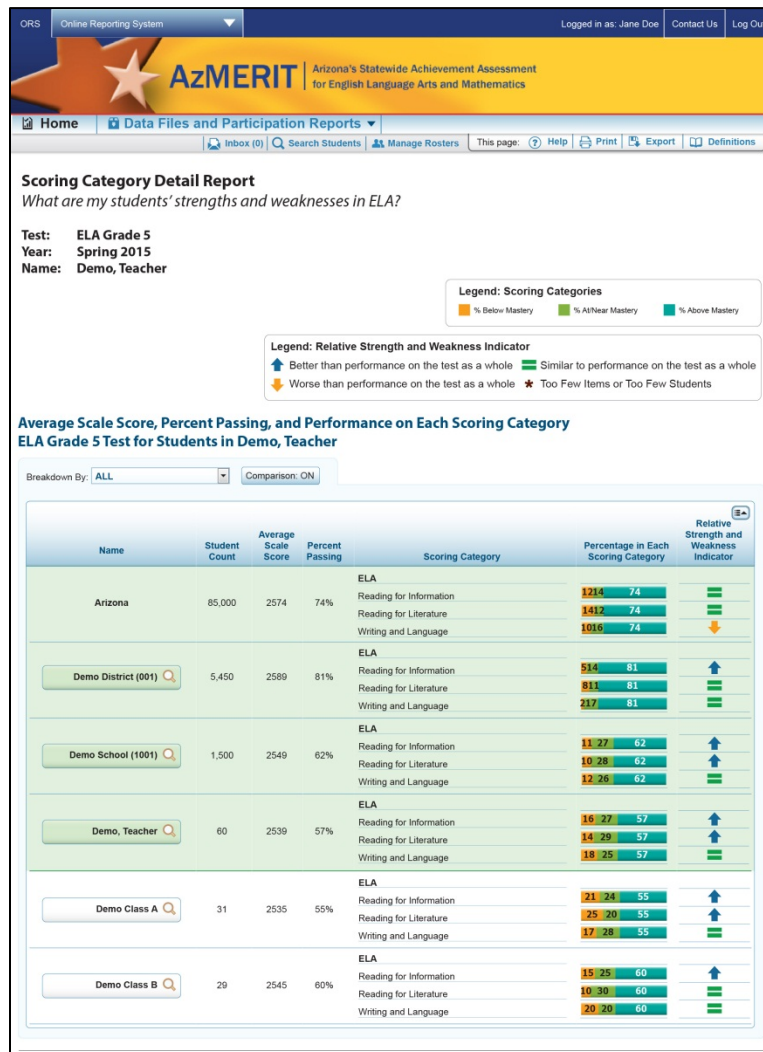 ORS Online Reporting System Logged in as: Jane Doe Contact Us Log Ou
AzMERIT Arizona's Statewide Achievement Assessment
for English Language Arts and Mathematics
Home Data Files and Participation Reports
Inbox (0) Search Students Manage Rosters This page: Help Print Export Definitions
Scoring Category Detail Report
What are my students' strengths and weaknesses in ELA?
Test: ELA Grade 5
Year: Spring 2015
Name: Demo, Teacher
Legend: Scoring Categories
% Below Mastery % At/Near Mastery % Above Mastery
Legend: Relative Strength and Weakness Indicator
Better than performance on the test as a whole Similar to performance on the test as a whole
Worse than performance on the test as a whole Too Few Items or Too Few Students
Average Scale Score, Percent Passing, and Performance on Each Scoring Category
ELA Grade 5 Test for Students in Demo, Teacher
Breakdown By: ALL Comparison: ON
Name Student Count Average Scale Score Percent Passing Scoring Category Percentage in Each Scoring Category Relative Strength and Weakness Indicator
ELA
Arizona 85,000 2574 74% Reading for Information 12 14 74
Reading for Literature 14 12 74
Writing and Language 10 16 74
ELA
Demo District (001) 5,450 2589 81% Reading for Information 5 14 81
Reading for Literature 8 11 81
Writing and Language 2 17 81
ELA
Demo School (1001) 1,500 2549 62% Reading for Information 11 27 62
Reading for Literature 10 28 62
Writing and Language 12 26 62
ELA
Demo, Teacher 60 2539 57% Reading for Information 16 27 57
Reading for Literature 14 29 57
Writing and Language 18 25 57
ELA
Demo Class A 31 2535 55% Reading for Information 21 24 55
Reading for Literature 25 20 55
Writing and Language 17 28 55
ELA
Demo Class B 29 2545 60% Reading for Information 15 25 60
Reading for Literature 10 30 60
Writing and Language 20 20 60